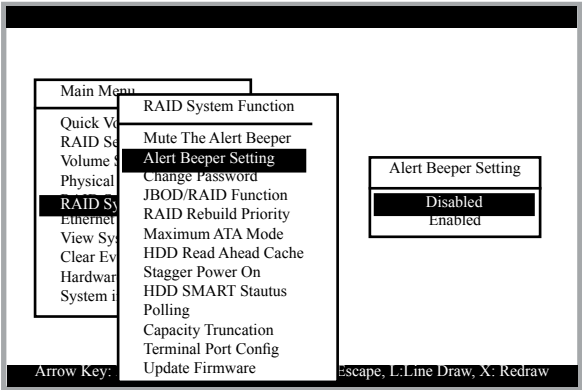 Main Menu
Quick Vo
RAID Se
Volume S
Physical
RAID Sy
Ethernet
View Sys
Clear Ev
Hardwar
System i
RAID System Function
Mute The Alert Beeper
Alert Beeper Setting
Change Password
JBOD/RAID Function
RAID Rebuild Priority
Maximum ATA Mode
HDD Read Ahead Cache
Stagger Power On
HDD SMART Stautus
Polling
Capacity Truncation
Terminal Port Config
Update Firmware
Alert Beeper Setting
Disabled
Enabled
Arrow Key: Escape, L:Line Draw, X: Redraw